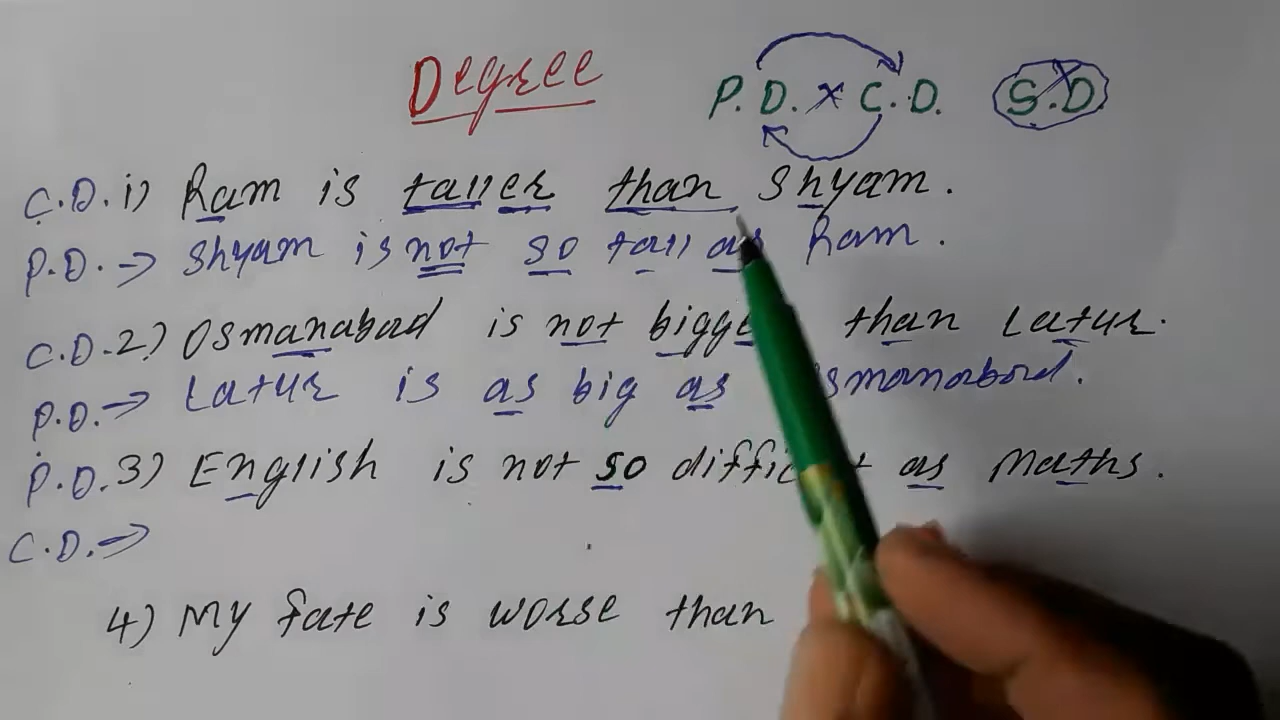 Degree
P.D. x C.D. S.D
C.D. 1) Ram is taller than Shyam.
P.D. → Shyam is not so tall as Ram.
C.D. 2) Osmanabad is not than Latur.
P.D. → Latur is as big as
P.D. 3) English is not so as Maths.
C.D. →
4) My fate is worse than